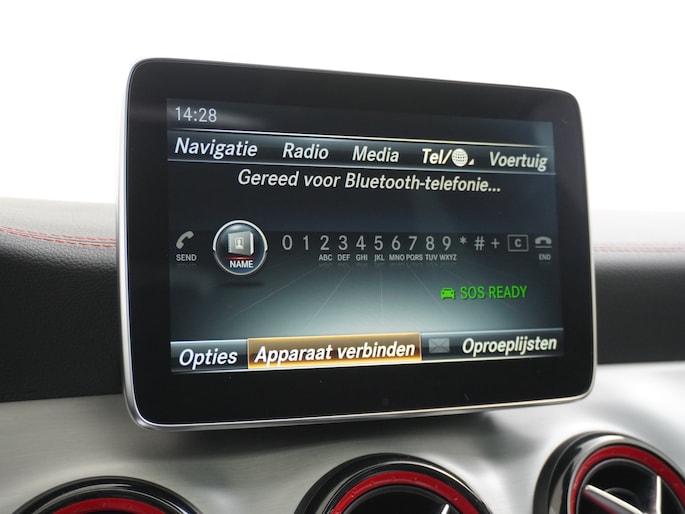 14:28
Navigatie Radio Media Tel/ Voertuig
Gereed voor Bluetooth-telefonie...
0 1 2 3 4 5 6 7 8 9 * # + C
SEND NAME ABC DEF GHI JKL MNO PQRS TUV WXYZ END
SOS READY
Opties Apparaat verbinden Oproeplijsten